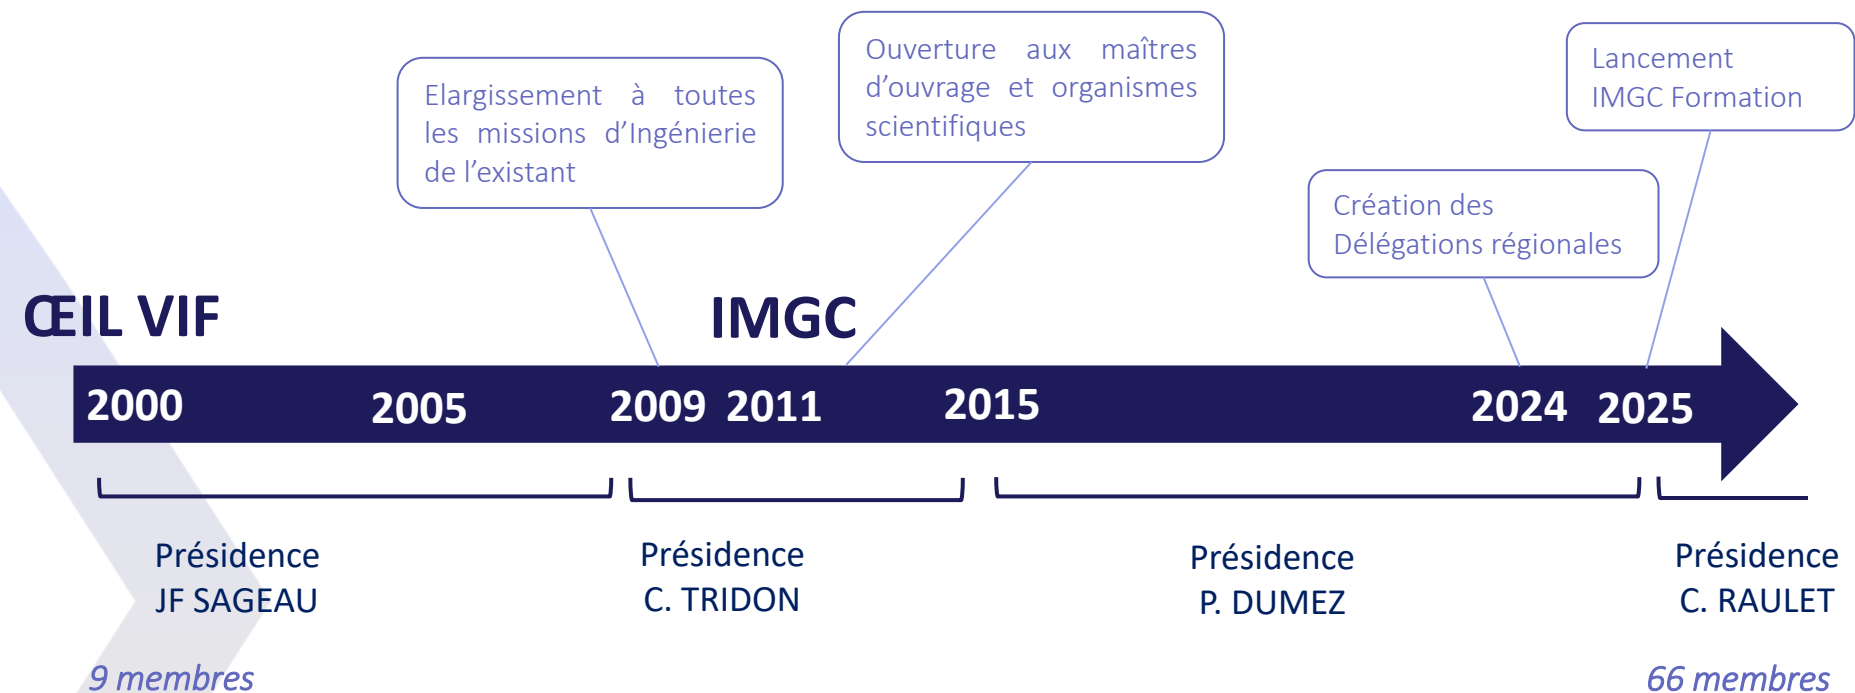 Elargissement à toutes
les missions d’Ingénierie
de l’existant
Ouverture aux maîtres
d’ouvrage et organismes
scientifiques
Lancement
IMGC Formation
Création des
Délégations régionales
ŒIL VIF
IMGC
2000
2005
2009
2011
2015
2024
2025
Présidence
JF SAGEAU
Présidence
C. TRIDON
Présidence
P. DUMEZ
Présidence
C. RAULET
9 membres
66 membres